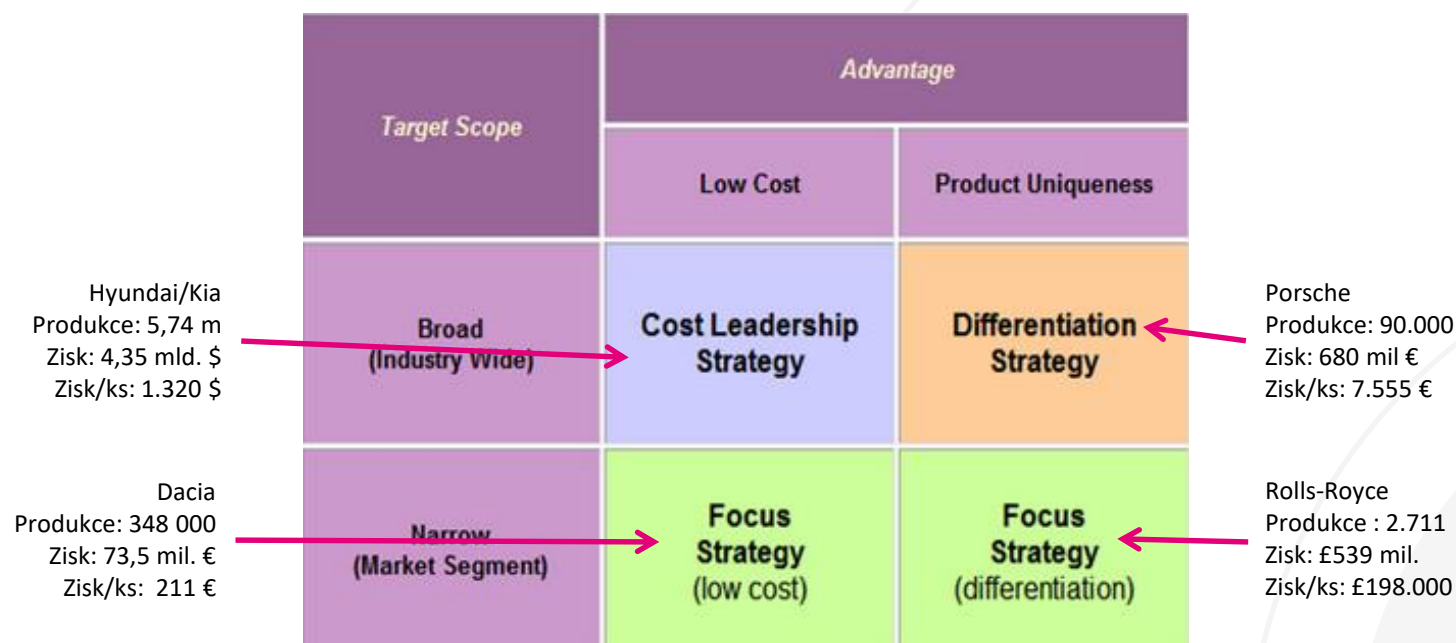 Target Scope
Advantage
Low Cost
Product Uniqueness
Hyundai/Kia
Produkce: 5,74 m
Zisk: 4,35 mld. $
Zisk/ks: 1.320 $
Broad
(Industry Wide)
Cost Leadership
Strategy
Differentiation
Strategy
Porsche
Produkce: 90.000
Zisk: 680 mil €
Zisk/ks: 7.555 €
Dacia
Produkce: 348 000
Zisk: 73,5 mil. €
Zisk/ks:  211 €
Narrow
(Market Segment)
Focus
Strategy
(low cost)
Focus
Strategy
(differentiation)
Rolls-Royce
Produkce : 2.711
Zisk: £539 mil.
Zisk/ks: £198.000